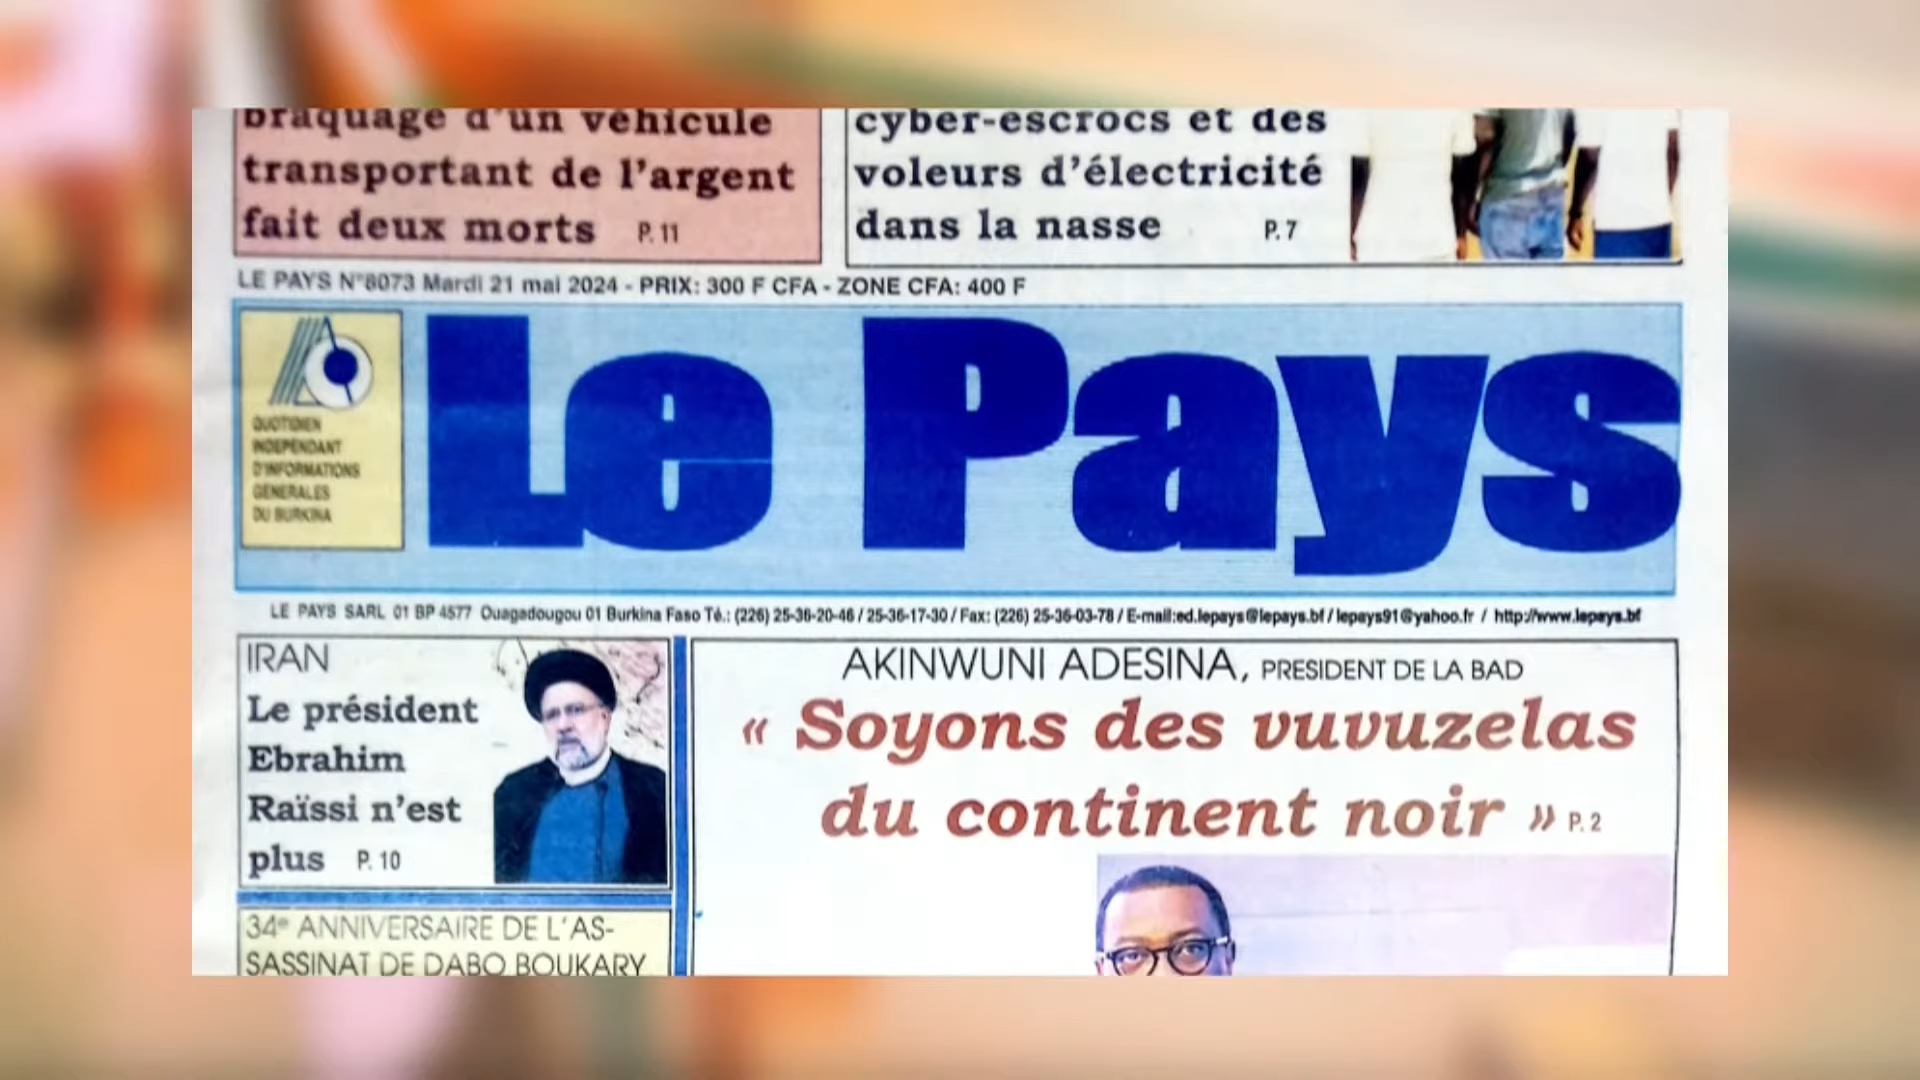 braquage d'un véhicule
transportant de l'argent
fait deux morts P. 11
cyber-escrocs et des
voleurs d'électricité
dans la nasse P. 7
LE PAYS N°8073 Mardi 21 mai 2024 - PRIX: 300 F CFA - ZONE CFA: 400 F
QUOTIDIEN
INDEPENDANT
D'INFORMATIONS
GENERALES
DU BURKINA
Le Pays
LE PAYS SARL 01 BP 4577 Ouagadougou 01 Burkina Faso Té.: (226) 25-36-20-46 / 25-36-17-30 / Fax: (226) 25-36-03-78 / E-mail:ed.lepays@lepays.bf / lepays91@yahoo.fr / http://www.lepays.bf
IRAN
Le président
Ebrahim
Raïssi n'est
plus P. 10
34e ANNIVERSAIRE DE L'AS-
SASSINAT DE DABO BOUKARY
AKINWUNI ADESINA, PRESIDENT DE LA BAD
« Soyons des vuvuzelas
du continent noir » P. 2